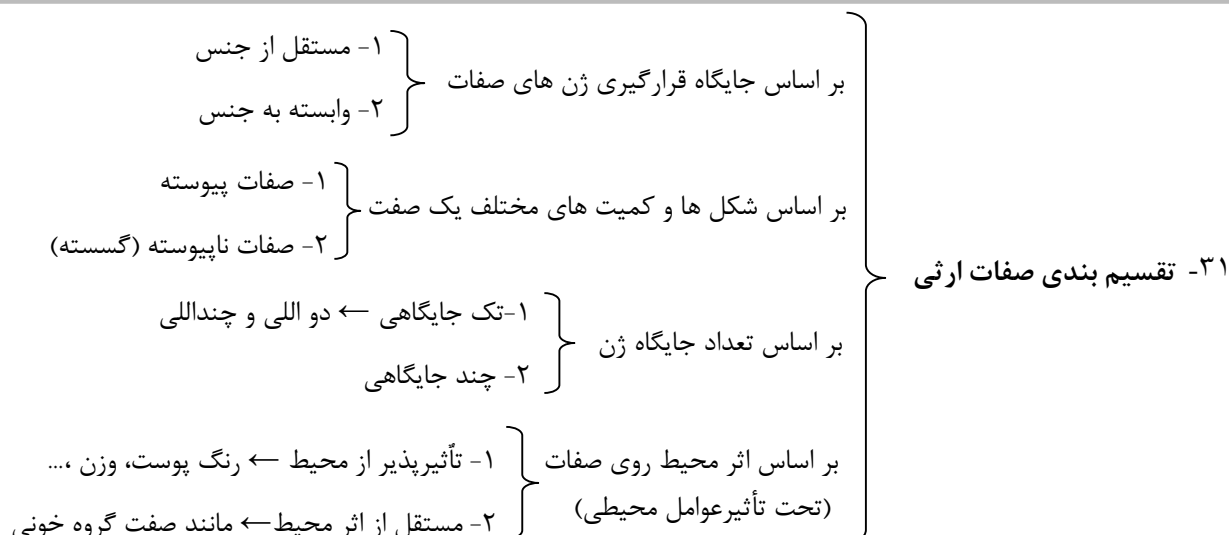 ۳۱- تقسیم بندی صفات ارثی
بر اساس جایگاه قرارگیری ژن های صفات
۱- مستقل از جنس
۲- وابسته به جنس
بر اساس شکل ها و کمیت های مختلف یک صفت
۱- صفات پیوسته
۲- صفات ناپیوسته (گسسته)
بر اساس تعداد جایگاه ژن
۱-تک جایگاهی ← دو اللی و چنداللی
۲- چند جایگاهی
بر اساس اثر محیط روی صفات
(تحت تأثیرعوامل محیطی)
۱- تأثیرپذیر از محیط ← رنگ پوست، وزن ،...
۲- مستقل از اثر محیط← مانند صفت گروه خونی